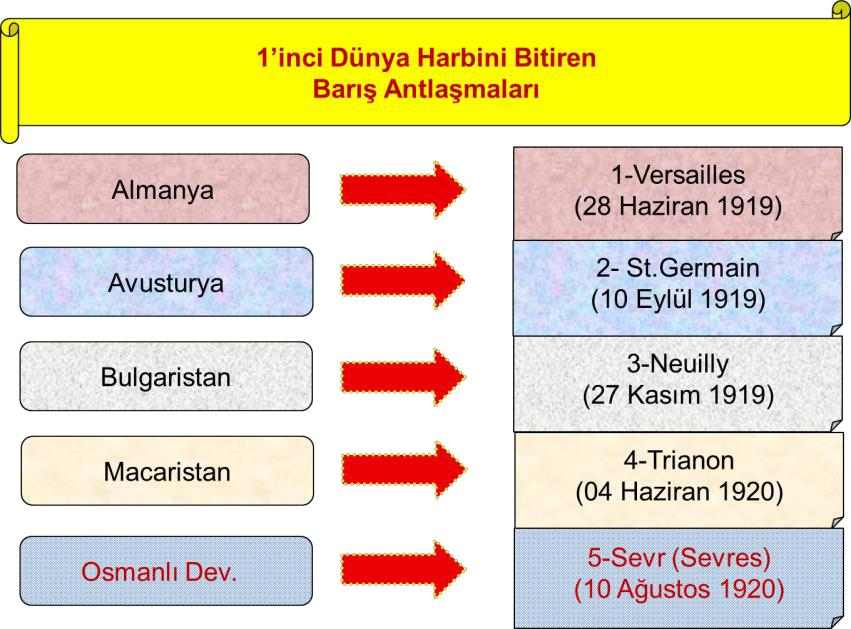 1’inci Dünya Harbini Bitiren
Barış Antlaşmaları
Almanya
1-Versailles
(28 Haziran 1919)
Avusturya
2- St.Germain
(10 Eylül 1919)
Bulgaristan
3-Neuilly
(27 Kasım 1919)
Macaristan
4-Trianon
(04 Haziran 1920)
Osmanlı Dev.
5-Sevr (Sevres)
(10 Ağustos 1920)